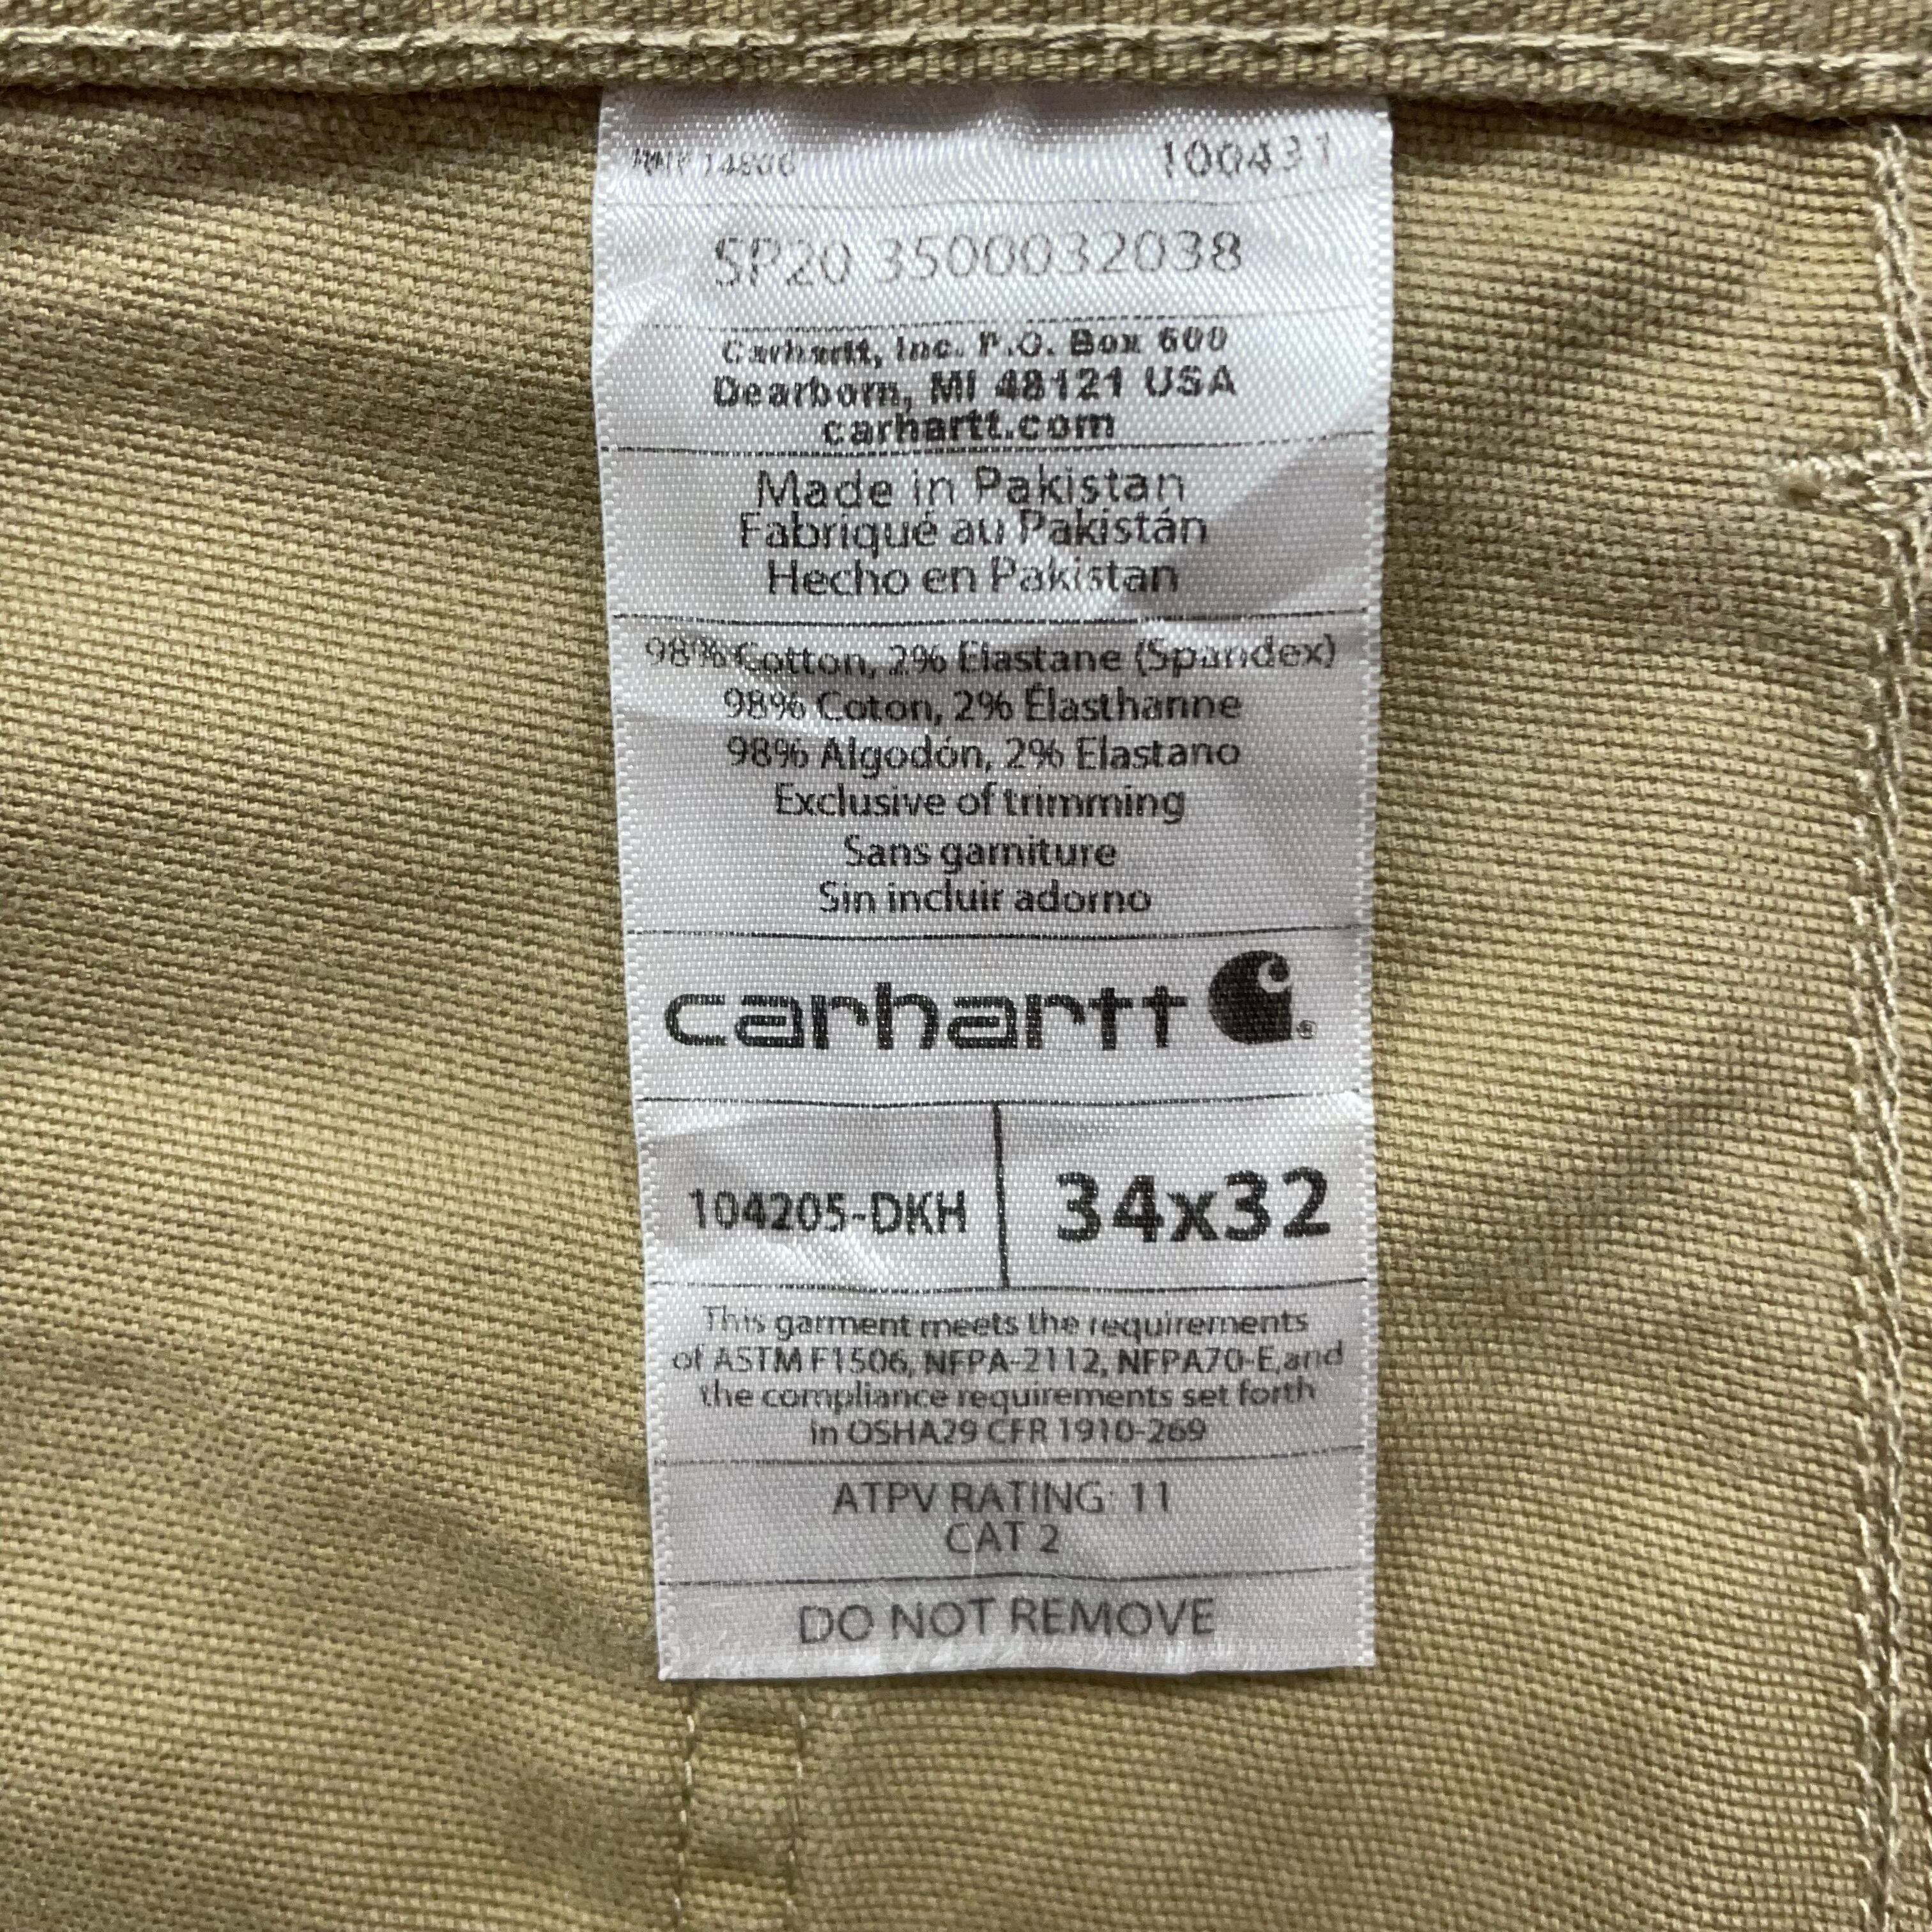 14806 100431
SP20 3500032038
Carhartt, Inc. P.O. Box 600
Dearborn, MI 48121 USA
carhartt.com
Made in Pakistan
Fabriqué au Pakistán
Hecho en Pakistan
98% Cotton, 2% Elastane (Spandex)
98% Coton, 2% Élasthanne
98% Algodón, 2% Elastano
Exclusive of trimming
Sans garniture
Sin incluir adorno
carhartt ®
104205-DKH 34x32
This garment meets the requirements
of ASTM F1506, NFPA-2112, NFPA70-E,and
the compliance requirements set forth
in OSHA29 CFR 1910-269
ATPV RATING: 11
CAT 2
DO NOT REMOVE